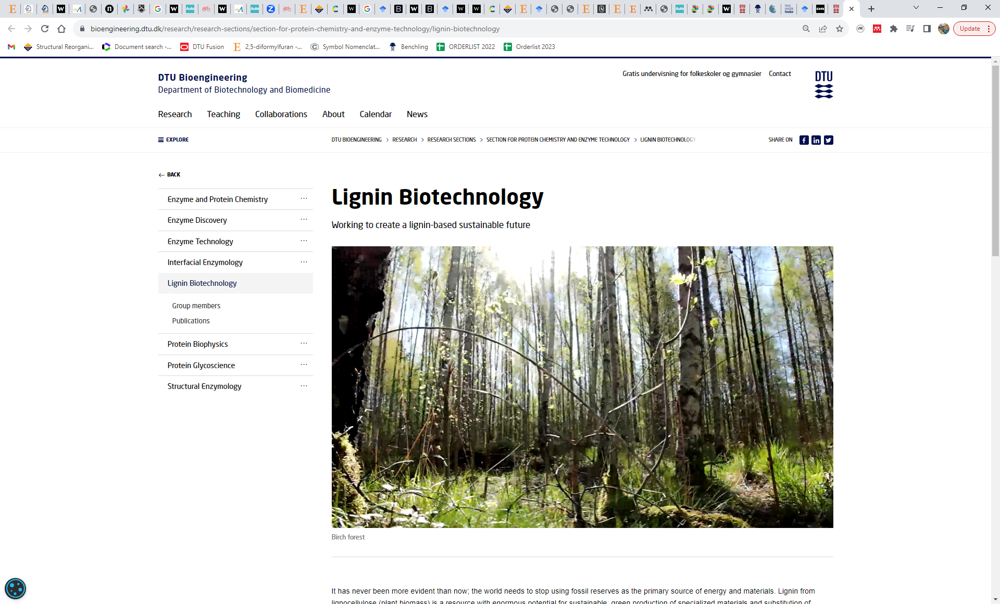 bioengineering.dtu.dk/research/research-sections/section-for-protein-chemistry-and-enzyme-technology/lignin-biotechnology
Update
Structural Reorgani...
Document search -...
DTU Fusion
2,5-diformylfuran -...
Symbol Nomenclat...
Benchling
ORDERLIST 2022
Orderlist 2023
DTU Bioengineering
Department of Biotechnology and Biomedicine
Gratis undervisning for folkeskoler og gymnasier
Contact
DTU
Research
Teaching
Collaborations
About
Calendar
News
EXPLORE
DTU BIOENGINEERING > RESEARCH > RESEARCH SECTIONS > SECTION FOR PROTEIN CHEMISTRY AND ENZYME TECHNOLOGY > LIGNIN BIOTECHNOLOGY
SHARE ON
BACK
Enzyme and Protein Chemistry ...
Enzyme Discovery ...
Enzyme Technology ...
Interfacial Enzymology ...
Lignin Biotechnology
Group members
Publications
Protein Biophysics ...
Protein Glycoscience ...
Structural Enzymology ...
Lignin Biotechnology
Working to create a lignin-based sustainable future
Birch forest
It has never been more evident than now; the world needs to stop using fossil reserves as the primary source of energy and materials. Lignin from
lignocellulose (plant biomass) is a resource with enormous potential for sustainable, green production of specialized materials and substitution of